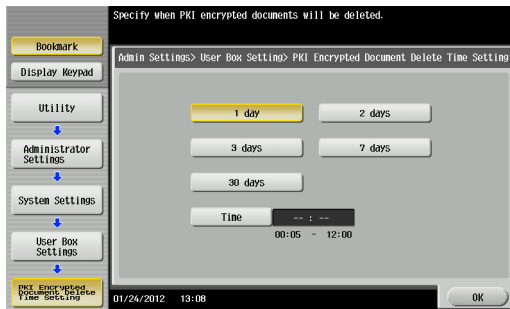 Specify when PKI encrypted documents will be deleted.
Bookmark
Display Keypad
Admin Settings> User Box Setting> PKI Encrypted Document Delete Time Setting
Utility
Administrator
Settings
System Settings
User Box
Settings
PKI Encrypted
Document Delete
Time Setting
1 day
2 days
3 days
7 days
30 days
Time
-- : --
00:05 - 12:00
01/24/2012 13:08
OK